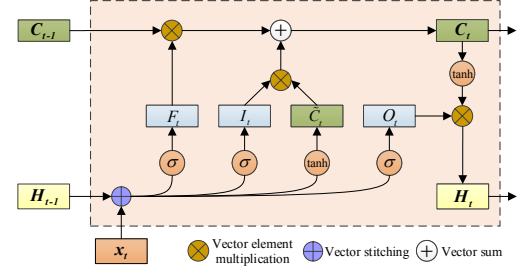 C_{t-1}
C_t
tanh
F_t
I_t
C̃_t
O_t
σ
σ
tanh
σ
H_{t-1}
H_t
x_t
Vector element
multiplication
Vector stitching
Vector sum